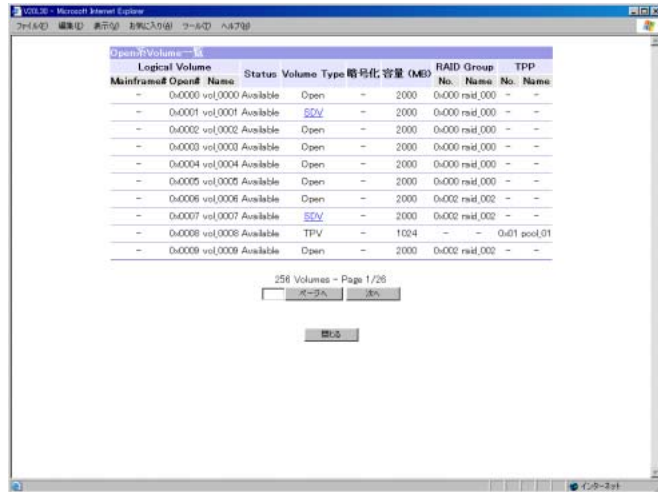 V20L30 - Microsoft Internet Explorer
ファイル(F) 編集(E) 表示(V) お気に入り(A) ツール(T) ヘルプ(H)
Open系Volume一覧
Logical Volume Status Volume Type 暗号化 容量 (MB) RAID Group TPP
Mainframe# Open# Name No. Name No. Name
- 0x0000 vol_0000 Available Open - 2000 0x000 raid_000 - -
- 0x0001 vol_0001 Available SDV - 2000 0x000 raid_000 - -
- 0x0002 vol_0002 Available Open - 2000 0x000 raid_000 - -
- 0x0003 vol_0003 Available Open - 2000 0x000 raid_000 - -
- 0x0004 vol_0004 Available Open - 2000 0x000 raid_000 - -
- 0x0005 vol_0005 Available Open - 2000 0x000 raid_000 - -
- 0x0006 vol_0006 Available Open - 2000 0x002 raid_002 - -
- 0x0007 vol_0007 Available SDV - 2000 0x002 raid_002 - -
- 0x0008 vol_0008 Available TPV - 1024 - - 0x01 pool_01
- 0x0009 vol_0009 Available Open - 2000 0x002 raid_002 - -
256 Volumes - Page 1/26
ページへ 次へ
閉じる
インターネット